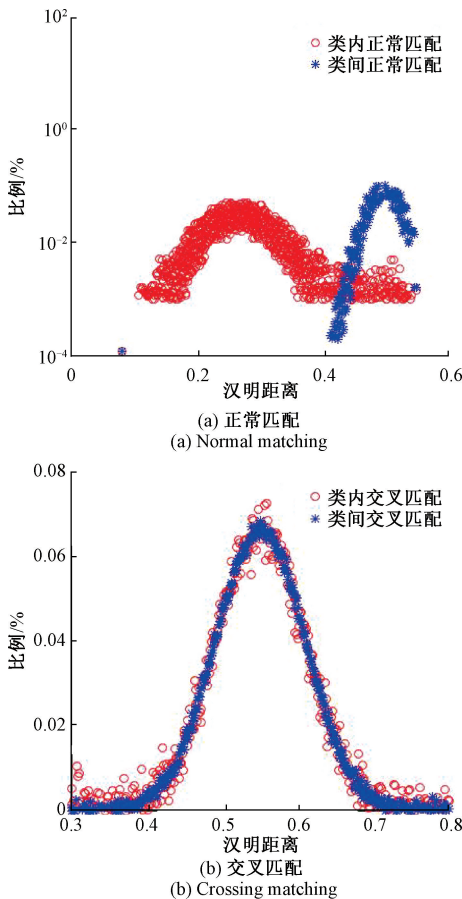 10²
类内正常匹配
类间正常匹配
10⁰
比例/%
10⁻²
10⁻⁴
0 0.2 0.4 0.6
汉明距离
(a) 正常匹配
(a) Normal matching
0.08
类内交叉匹配
类间交叉匹配
0.06
比例/%
0.04
0.02
0
0.3 0.4 0.5 0.6 0.7 0.8
汉明距离
(b) 交叉匹配
(b) Crossing matching